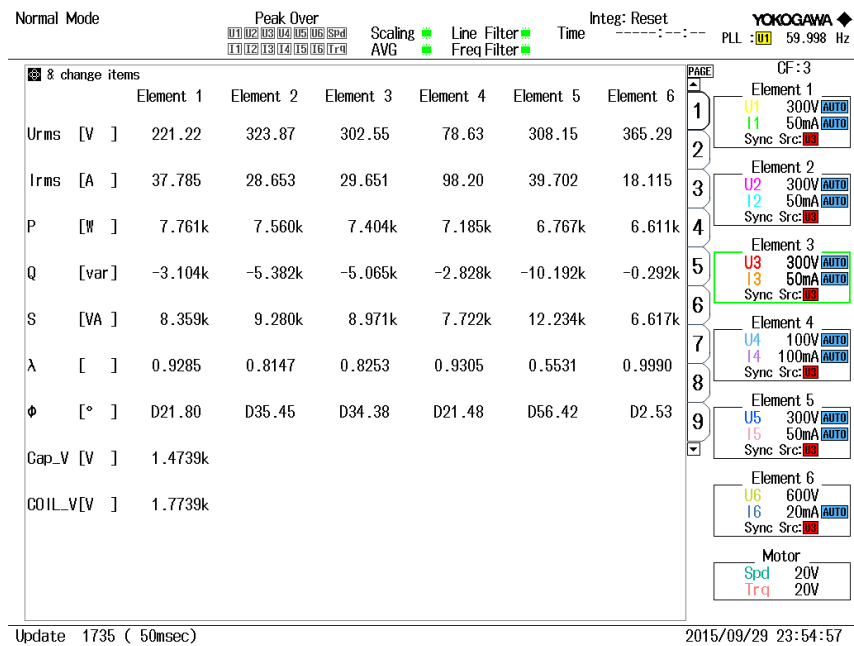 Normal Mode
Peak Over
U1 U2 U3 U4 U5 U6 Spd
I1 I2 I3 I4 I5 I6 Trq
Scaling
AVG
Line Filter
Freq Filter
Integ: Reset
Time -----:--:--
YOKOGAWA
PLL :U1 59.998 Hz
8 change items
Element 1 Element 2 Element 3 Element 4 Element 5 Element 6
Urms [V ] 221.22 323.87 302.55 78.63 308.15 365.29
Irms [A ] 37.785 28.653 29.651 98.20 39.702 18.115
P [W ] 7.761k 7.560k 7.404k 7.185k 6.767k 6.611k
Q [var] -3.104k -5.382k -5.065k -2.828k -10.192k -0.292k
S [VA ] 8.359k 9.280k 8.971k 7.722k 12.234k 6.617k
λ [ ] 0.9285 0.8147 0.8253 0.9305 0.5531 0.9990
Φ [° ] D21.80 D35.45 D34.38 D21.48 D56.42 D2.53
Cap_V [V ] 1.4739k
COIL_V[V ] 1.7739k
PAGE
1
2
3
4
5
6
7
8
9
CF:3
Element 1
U1 300V AUTO
I1 50mA AUTO
Sync Src:U3
Element 2
U2 300V AUTO
I2 50mA AUTO
Sync Src:U3
Element 3
U3 300V AUTO
I3 50mA AUTO
Sync Src:U3
Element 4
U4 100V AUTO
I4 100mA AUTO
Sync Src:U3
Element 5
U5 300V AUTO
I5 50mA AUTO
Sync Src:U3
Element 6
U6 600V
I6 20mA AUTO
Sync Src:U3
Motor
Spd 20V
Trq 20V
Update 1735 ( 50msec)
2015/09/29 23:54:57